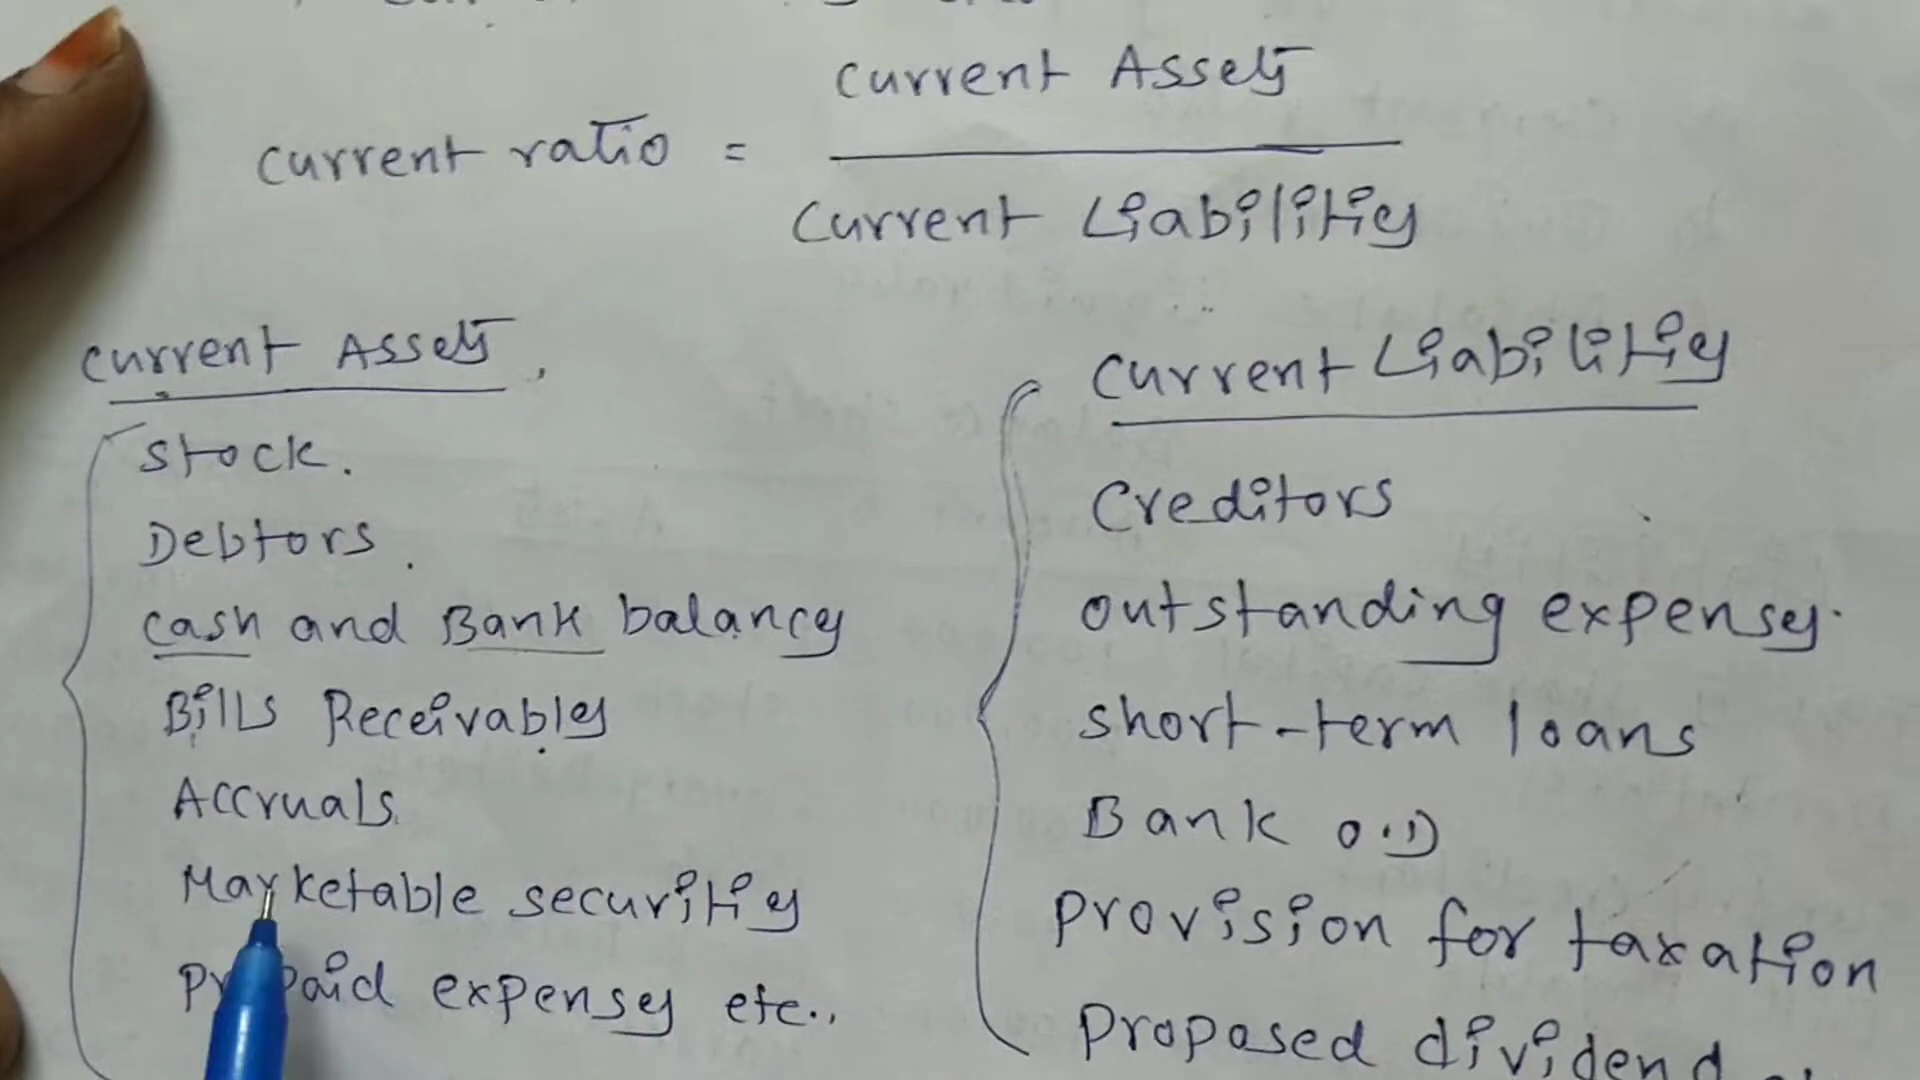 Current Assets
Current ratio =
Current Liabilities
Current Assets
Stock.
Debtors.
Cash and Bank balances
Bills Receivables
Accruals
Marketable securities
Prepaid expenses etc.,
Current Liabilities
Creditors
outstanding expenses.
short-term loans
Bank O.D
Provision for taxation
Proposed dividend